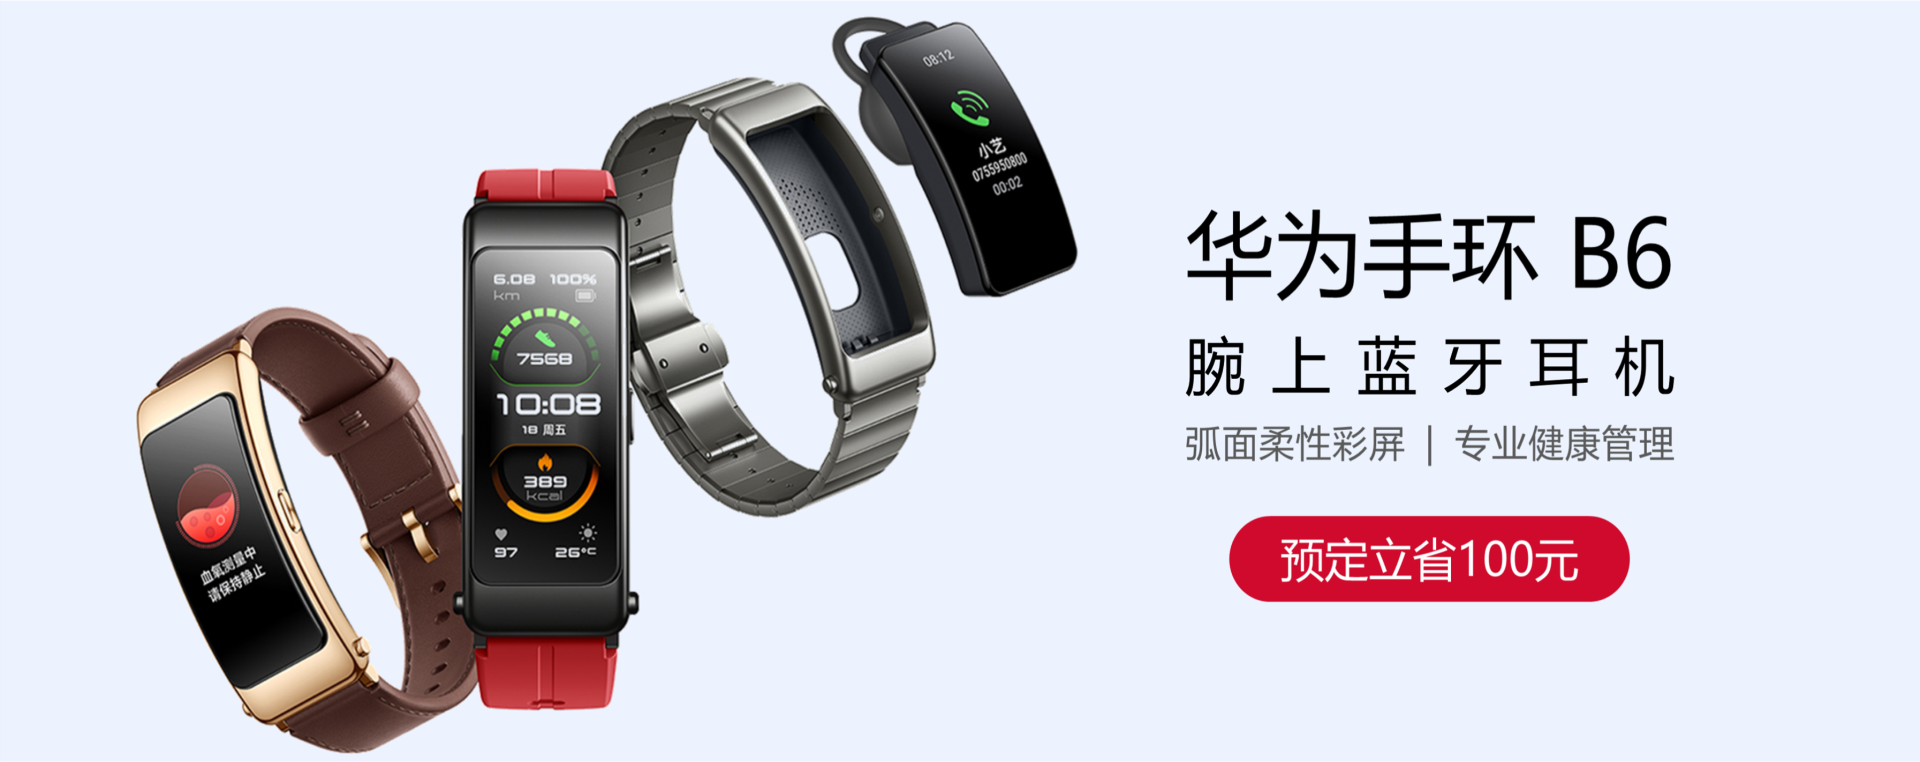 华为手环 B6
腕上蓝牙耳机
弧面柔性彩屏 | 专业健康管理
预定立省100元
08:12
小艺
0755950800
00:02
6.08 100%
km
7568
10:08
18 周五
389
kcal
97 26°C
血氧测量中
请保持静止